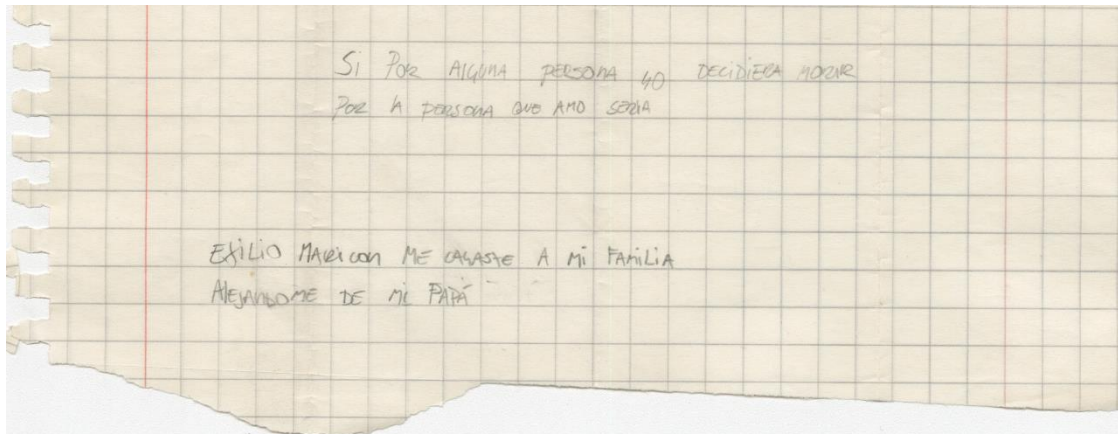 Si POR ALGUNA PERSONA YO DECIDIERA MORIR
POR LA PERSONA QUE AMO SERIA
EXiLiO MARicon ME CAGASTE A Mi FAMiLiA
ALEJANDOME DE Mi PAPÁ